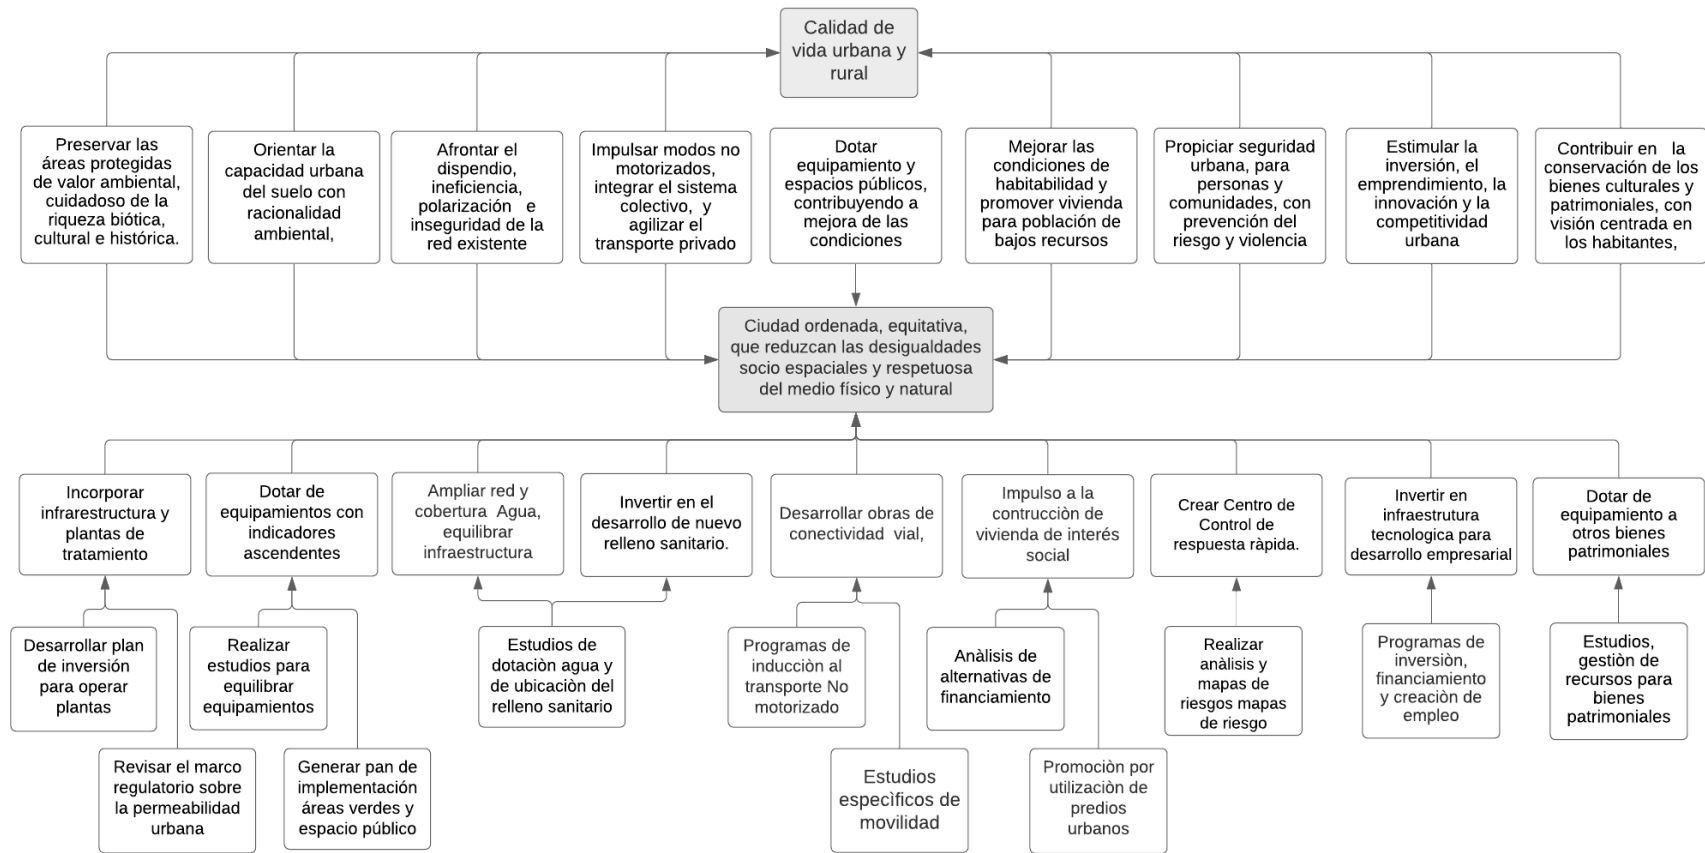 Calidad de
vida urbana y
rural
Preservar las
áreas protegidas
de valor ambiental,
cuidadoso de la
riqueza biótica,
cultural e histórica.
Orientar la
capacidad urbana
del suelo con
racionalidad
ambiental,
Afrontar el
dispendio,
ineficiencia,
polarización e
inseguridad de la
red existente
Impulsar modos no
motorizados,
integrar el sistema
colectivo, y
agilizar el
transporte privado
Dotar
equipamiento y
espacios públicos,
contribuyendo a
mejora de las
condiciones
Mejorar las
condiciones de
habitabilidad y
promover vivienda
para población de
bajos recursos
Propiciar seguridad
urbana, para
personas y
comunidades, con
prevención del
riesgo y violencia
Estimular la
inversión, el
emprendimiento, la
innovación y la
competitividad
urbana
Contribuir en la
conservación de los
bienes culturales y
patrimoniales, con
visión centrada en
los habitantes,
Ciudad ordenada, equitativa,
que reduzcan las desigualdades
socio espaciales y respetuosa
del medio físico y natural
Incorporar
infrarestructura y
plantas de
tratamiento
Dotar de
equipamientos con
indicadores
ascendentes
Ampliar red y
cobertura Agua,
equilibrar
infraestructura
Invertir en el
desarrollo de nuevo
relleno sanitario.
Desarrollar obras de
conectividad vial,
Impulso a la
contrucciòn de
vivienda de interés
social
Crear Centro de
Control de
respuesta ràpida.
Invertir en
infraestrutura
tecnologica para
desarrollo empresarial
Dotar de
equipamiento a
otros bienes
patrimoniales
Desarrollar plan
de inversión
para operar
plantas
Realizar
estudios para
equilibrar
equipamientos
Estudios de
dotaciòn agua y
de ubicaciòn del
relleno sanitario
Programas de
inducciòn al
transporte No
motorizado
Anàlisis de
alternativas de
financiamiento
Realizar
anàlisis y
mapas de
riesgos mapas
de riesgo
Programas de
inversiòn,
financiamiento
y creaciòn de
empleo
Estudios,
gestiòn de
recursos para
bienes
patrimoniales
Revisar el marco
regulatorio sobre
la permeabilidad
urbana
Generar pan de
implementación
áreas verdes y
espacio público
Estudios
especìficos de
movilidad
Promociòn por
utilizaciòn de
predios
urbanos